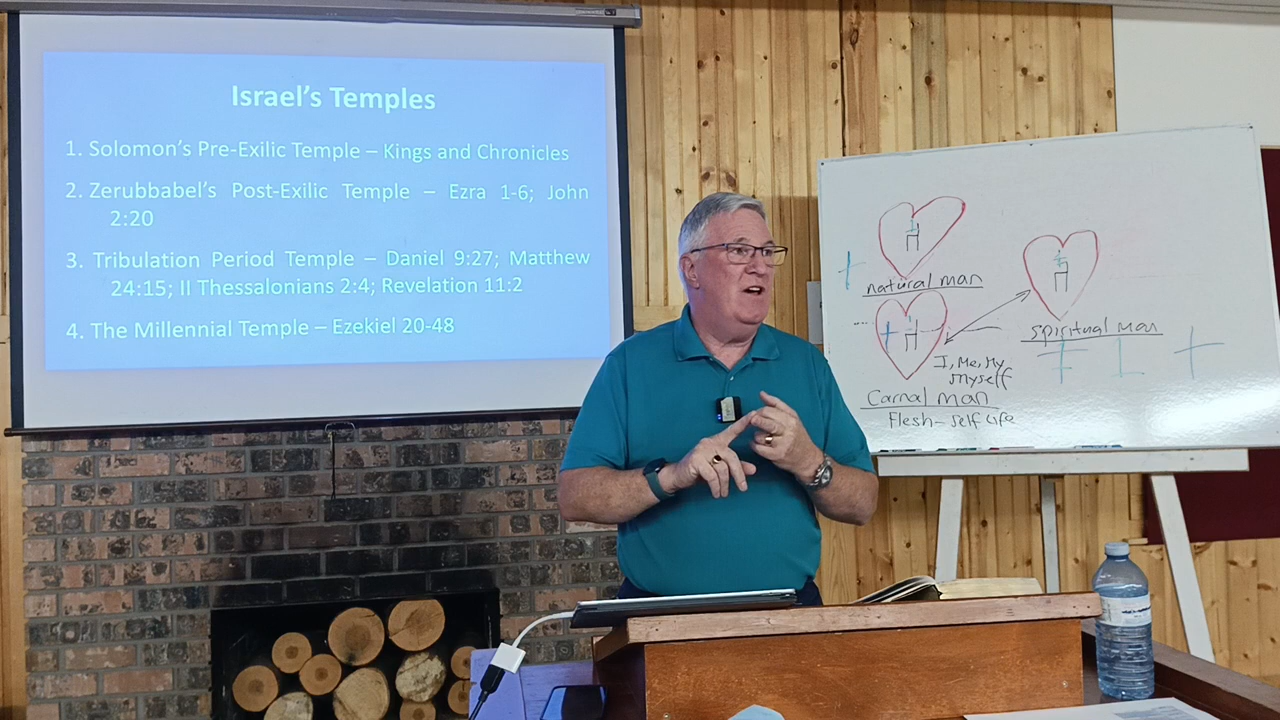 Israel's Temples
1. Solomon's Pre-Exilic Temple – Kings and Chronicles
2. Zerubbabel's Post-Exilic Temple – Ezra 1-6; John
2:20
3. Tribulation Period Temple – Daniel 9:27; Matthew
24:15; II Thessalonians 2:4; Revelation 11:2
4. The Millennial Temple – Ezekiel 20-48
natural man
spiritual man
I, Me, My
Myself
Carnal man
Flesh – self life